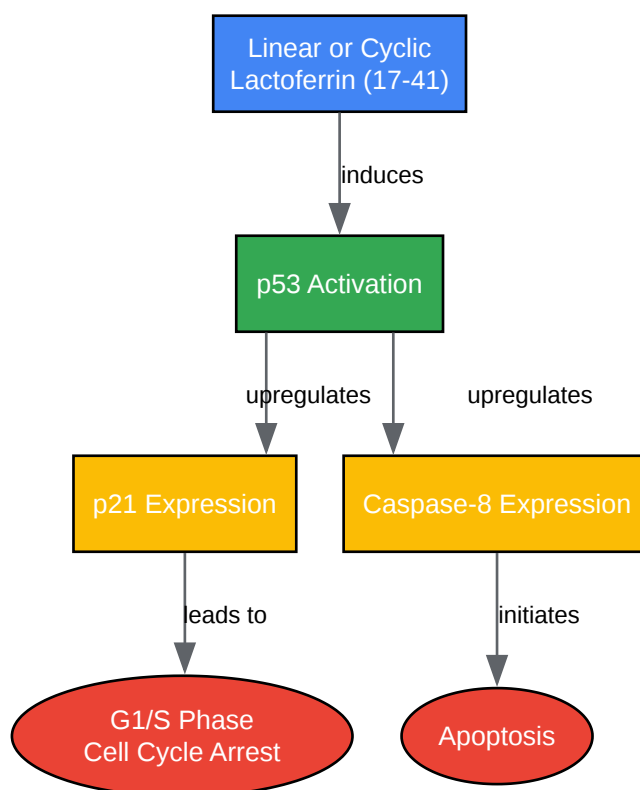 Linear or Cyclic
Lactoferrin (17-41)
induces
p53 Activation
upregulates
upregulates
p21 Expression
Caspase-8 Expression
leads to
initiates
G1/S Phase
Cell Cycle Arrest
Apoptosis